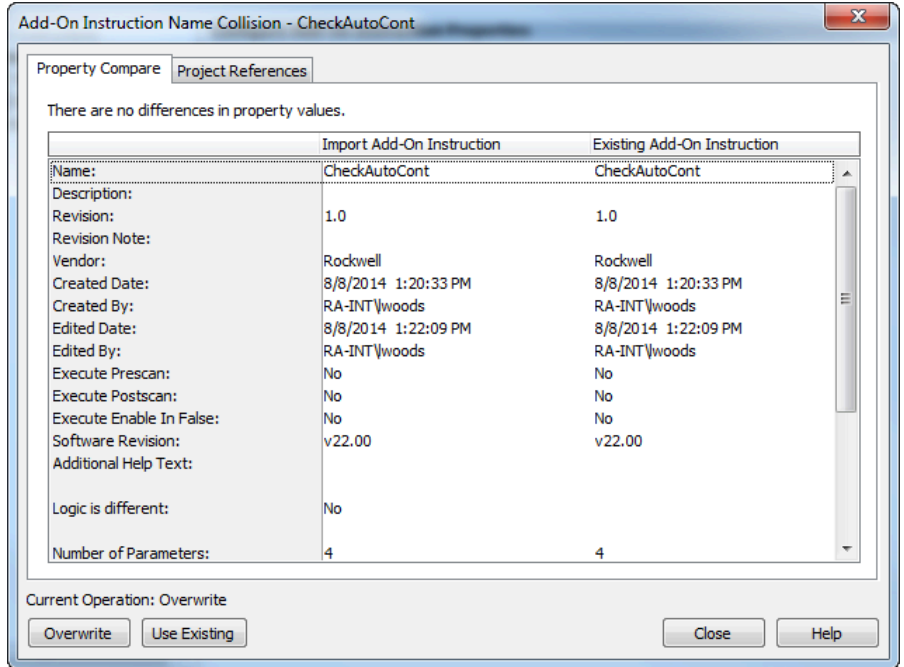 Add-On Instruction Name Collision - CheckAutoCont
Property Compare Project References
There are no differences in property values.
Import Add-On Instruction Existing Add-On Instruction
Name: CheckAutoCont CheckAutoCont
Description:
Revision: 1.0 1.0
Revision Note:
Vendor: Rockwell Rockwell
Created Date: 8/8/2014 1:20:33 PM 8/8/2014 1:20:33 PM
Created By: RA-INT\lwoods RA-INT\lwoods
Edited Date: 8/8/2014 1:22:09 PM 8/8/2014 1:22:09 PM
Edited By: RA-INT\lwoods RA-INT\lwoods
Execute Prescan: No No
Execute Postscan: No No
Execute Enable In False: No No
Software Revision: v22.00 v22.00
Additional Help Text:
Logic is different: No
Number of Parameters: 4 4
Current Operation: Overwrite
Overwrite Use Existing Close Help